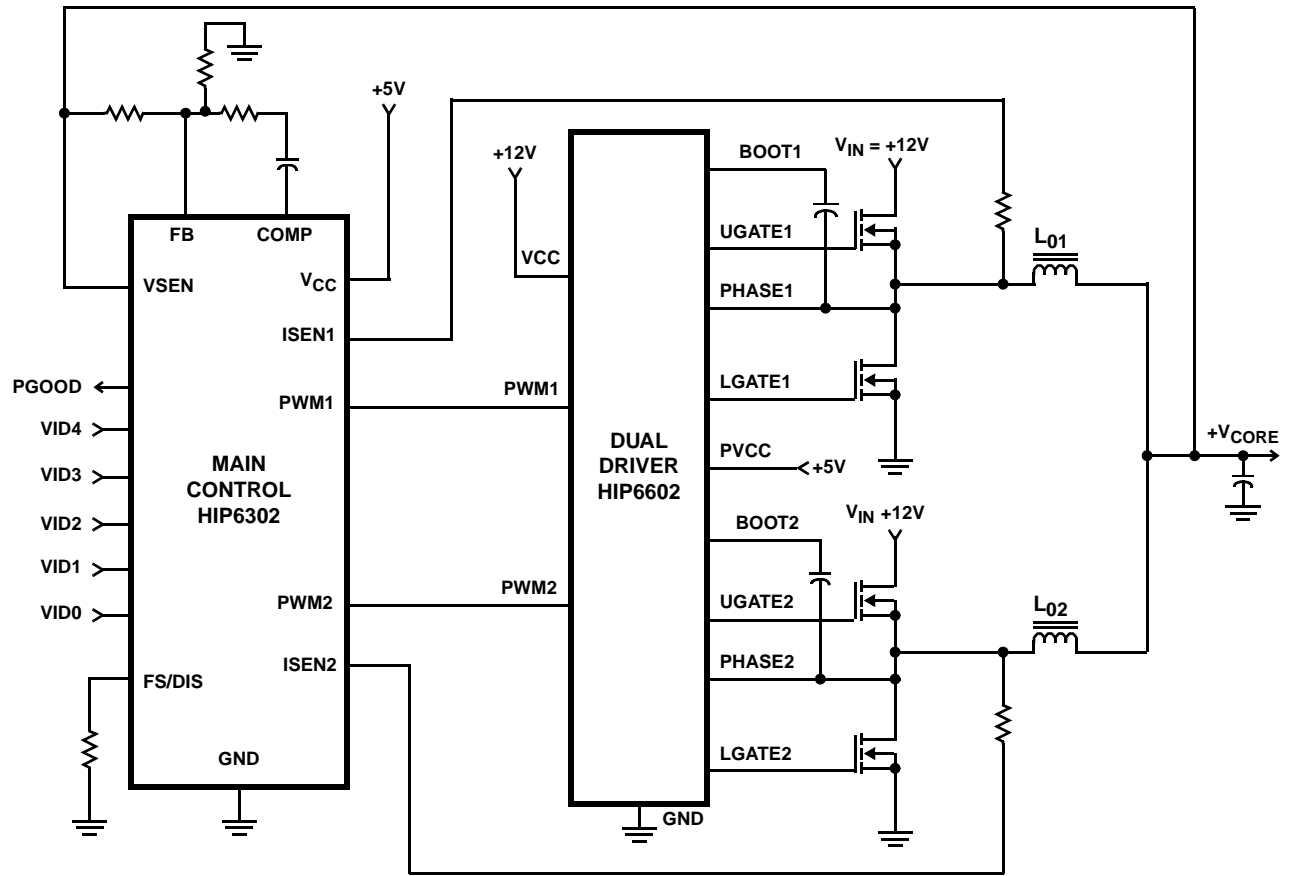 +5V
+12V
BOOT1
V_IN = +12V
FB
COMP
UGATE1
L_01
VCC
V_CC
VSEN
PHASE1
ISEN1
PGOOD
LGATE1
PWM1
PWM1
VID4
+V_CORE
DUAL
DRIVER
HIP6602
PVCC
+5V
MAIN
CONTROL
HIP6302
VID3
VID2
BOOT2
V_IN +12V
VID1
PWM2
PWM2
UGATE2
L_02
VID0
ISEN2
PHASE2
FS/DIS
LGATE2
GND
GND